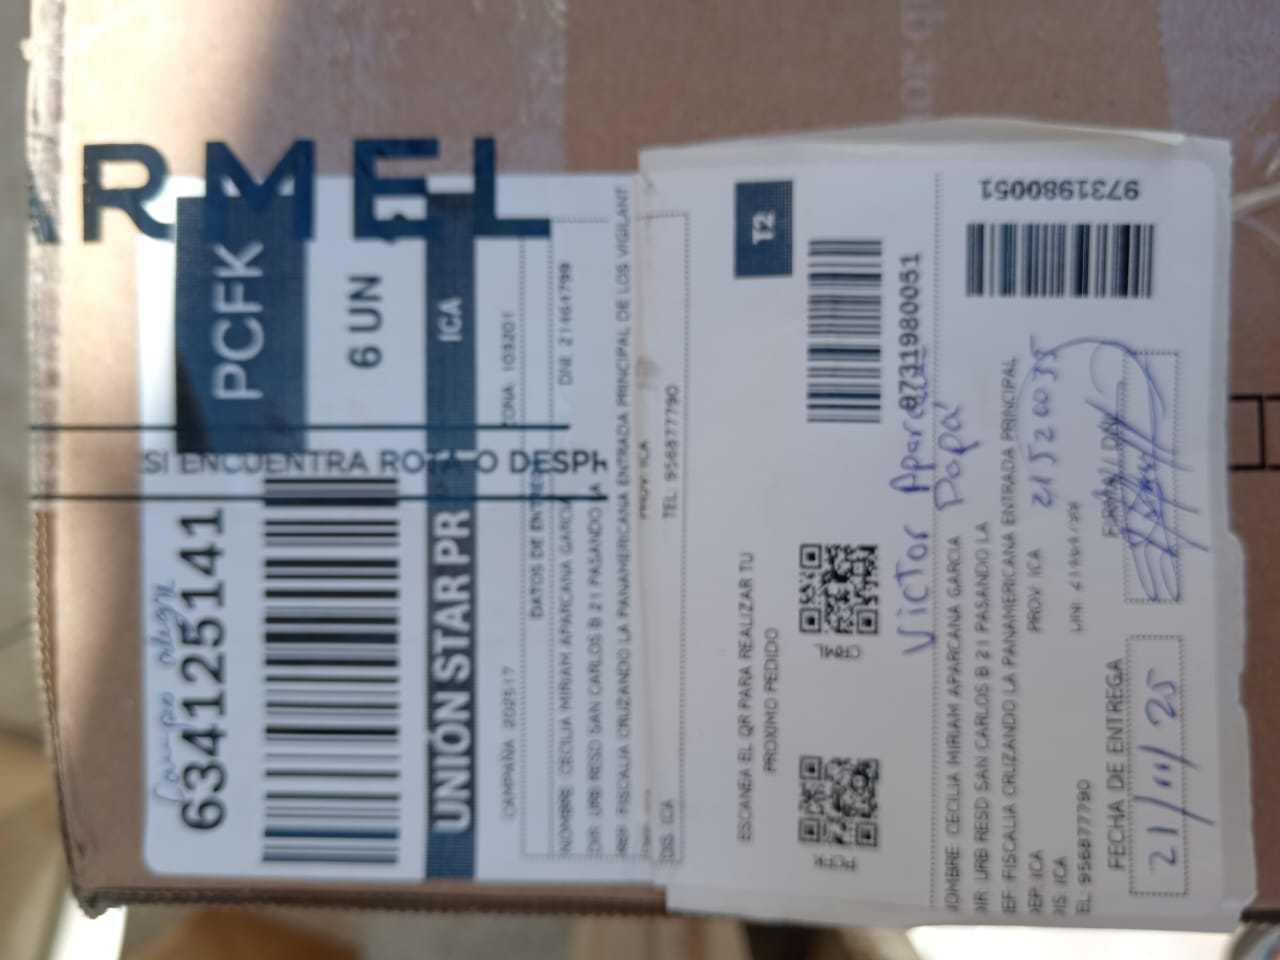 ARMEL
PCFK
6 UN
SI ENCUENTRA ROTA O DESP
634125141
UNIÓN STAR PR
ICA
CAMPAÑA 202517
ZONA 103201
DATOS DE ENTREGA
NOMBRE CECILIA MIRIAM APARCANA GARCIA
DNI 21464799
DIR URB RESD SAN CARLOS B 21 PASANDO LA
REF FISCALIA CRUZANDO LA PANAMERICANA ENTRADA PRINCIPAL DE LOS VIGILANT
PROV ICA
DIS ICA
TEL 956877790
T2
ESCANEA EL QR PARA REALIZAR TU
PROXIMO PEDIDO
9731980051
Victor Aparcana
Papá
9731980051
NOMBRE CECILIA MIRIAM APARCANA GARCIA
DIR URB RESD SAN CARLOS B 21 PASANDO LA
REF FISCALIA CRUZANDO LA PANAMERICANA ENTRADA PRINCIPAL
DEP ICA
PROV ICA
21520035
DIS ICA
TEL 956877790
FECHA DE ENTREGA
21/11/25
FIRMA/DNI